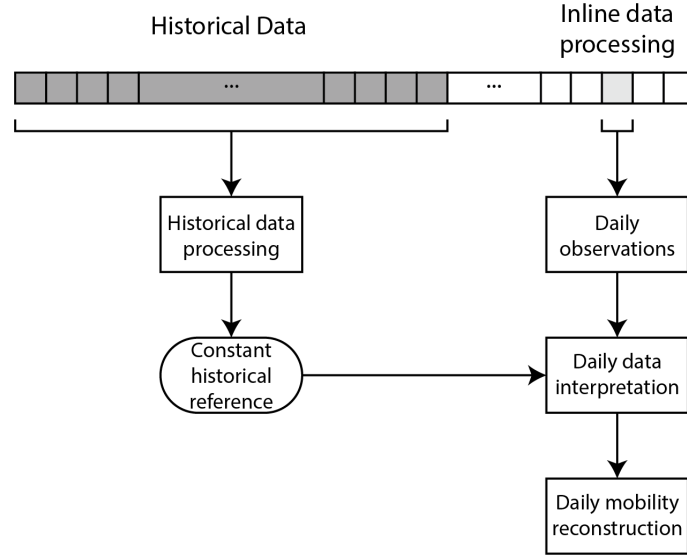 Historical Data
Inline data
processing
...
...
Historical data
processing
Daily
observations
Constant
historical
reference
Daily data
interpretation
Daily mobility
reconstruction